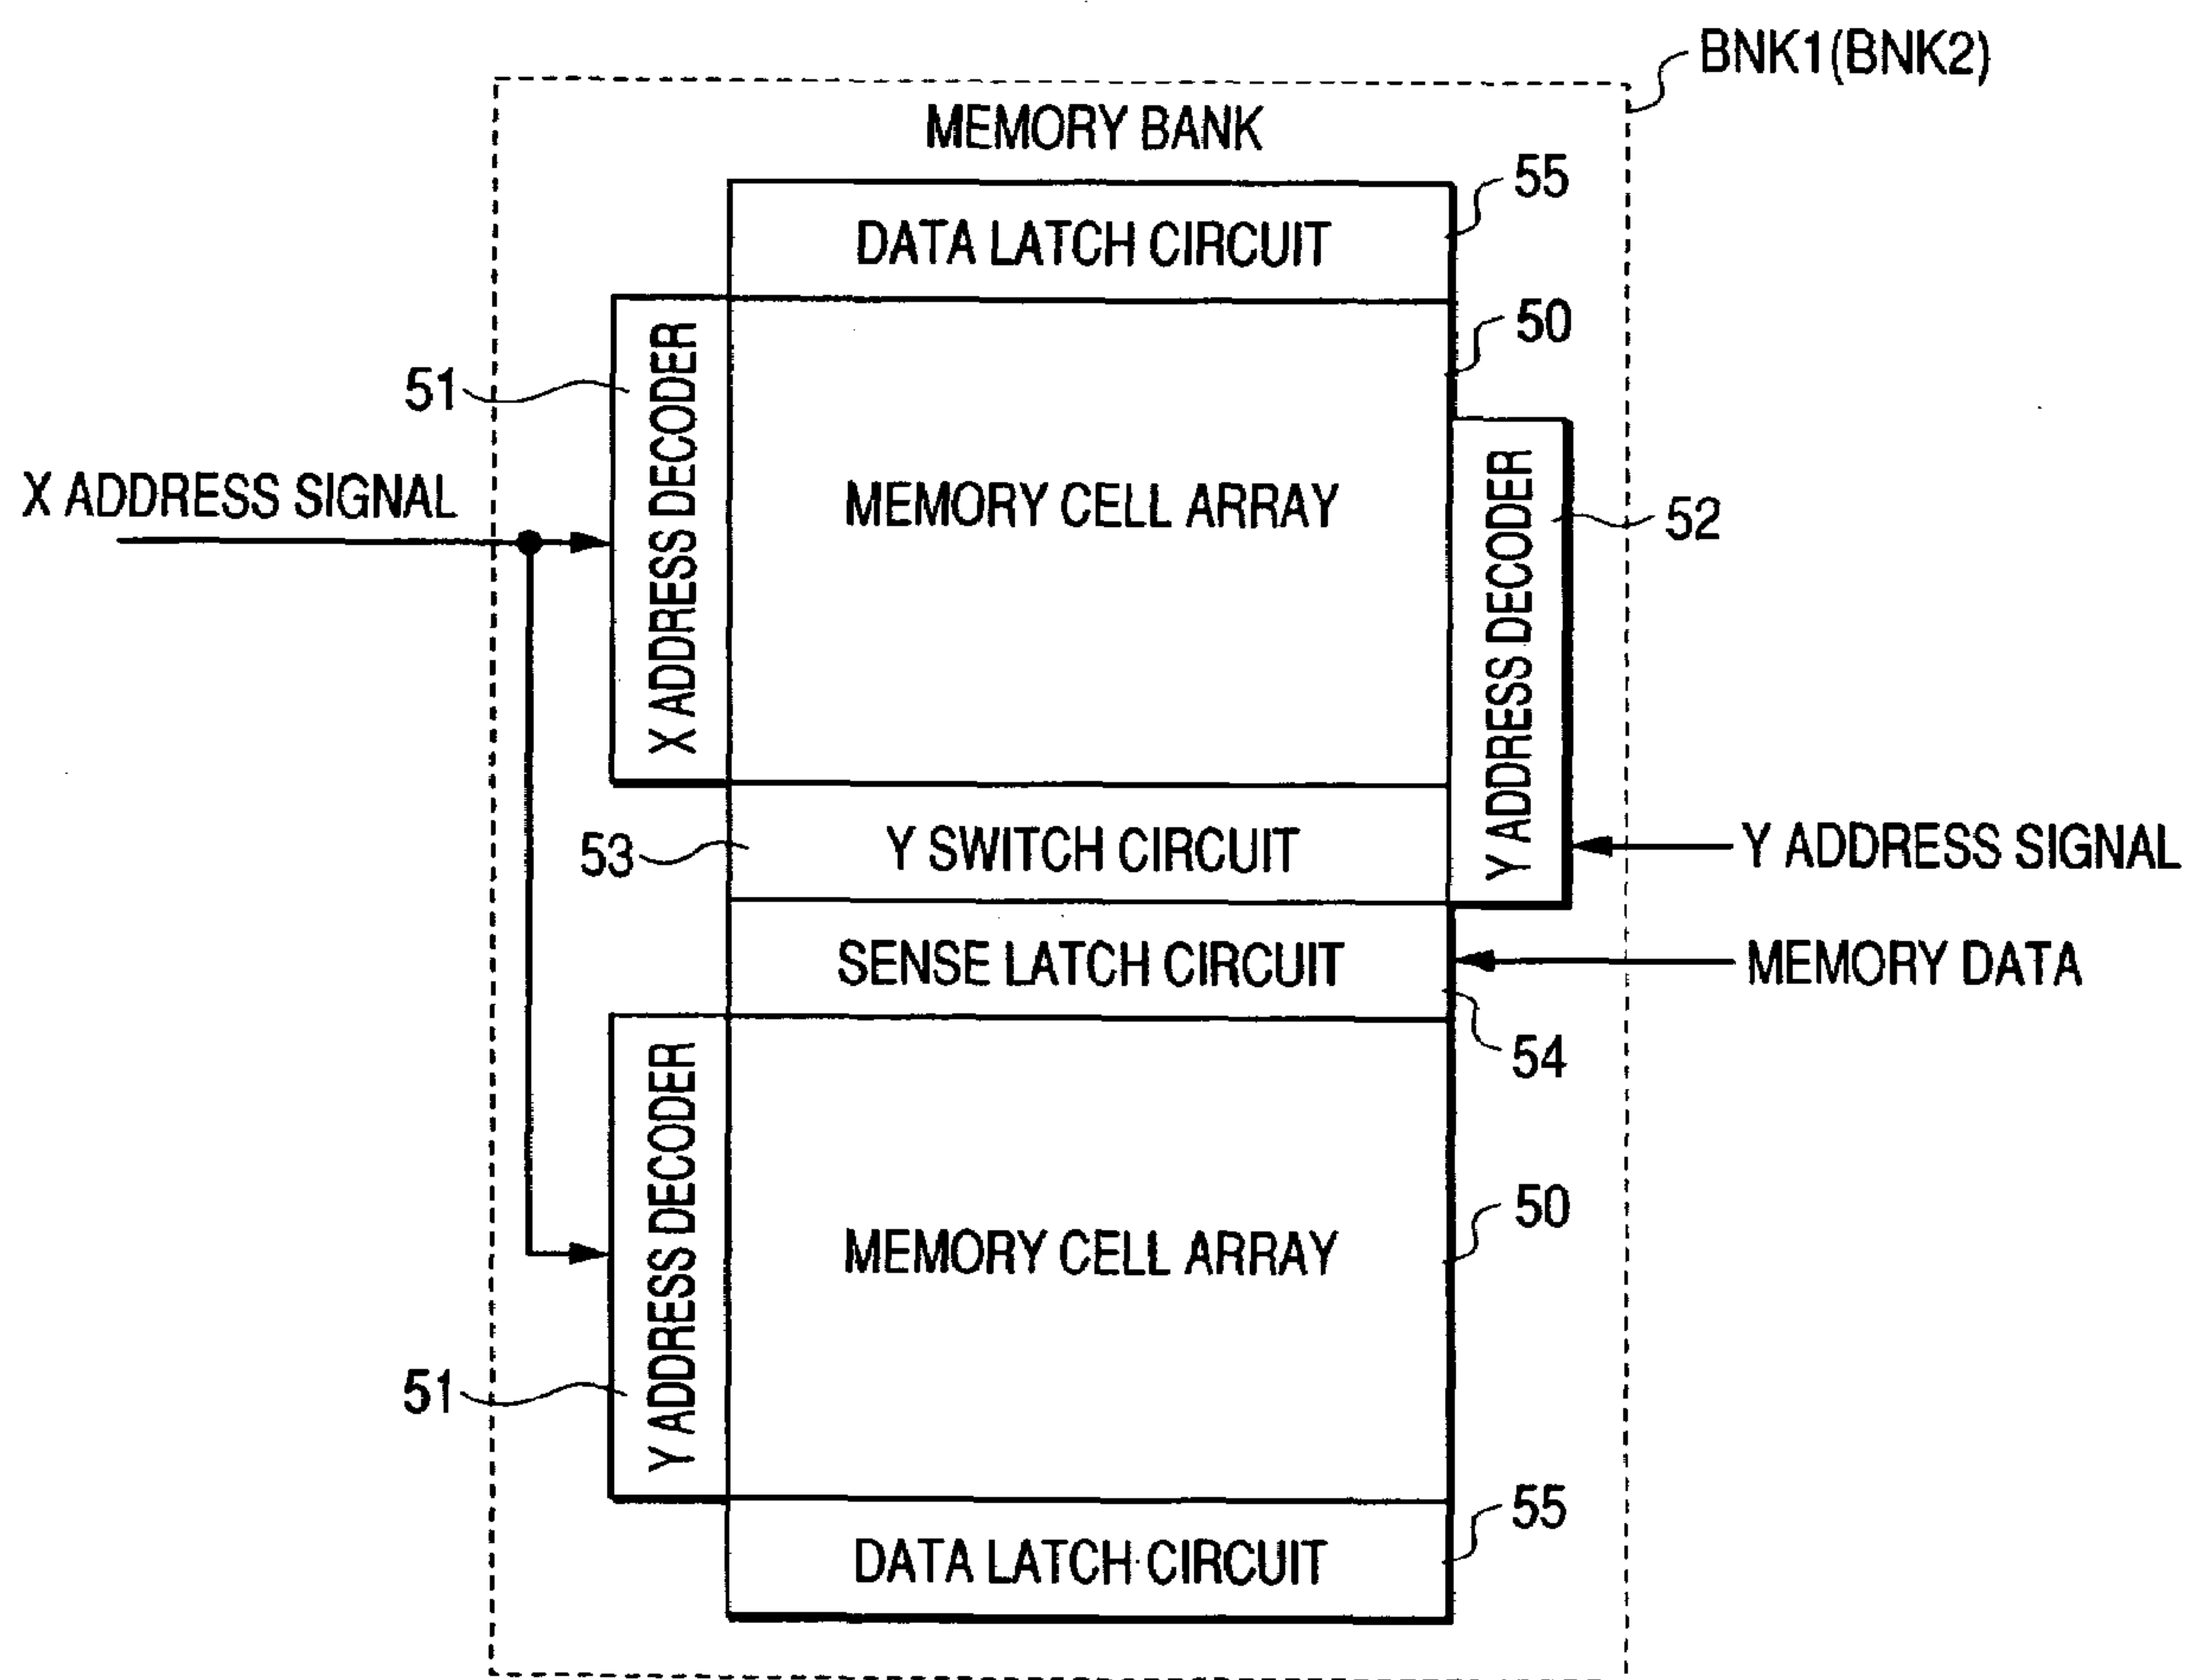 BNK1(BNK2)
MEMORY BANK
55
DATA LATCH CIRCUIT
50
51
X ADDRESS DECODER
MEMORY CELL ARRAY
X ADDRESS SIGNAL
Y ADDRESS DECODER
52
53
Y SWITCH CIRCUIT
Y ADDRESS SIGNAL
SENSE LATCH CIRCUIT
MEMORY DATA
54
Y ADDRESS DECODER
MEMORY CELL ARRAY
50
51
55
DATA LATCH CIRCUIT